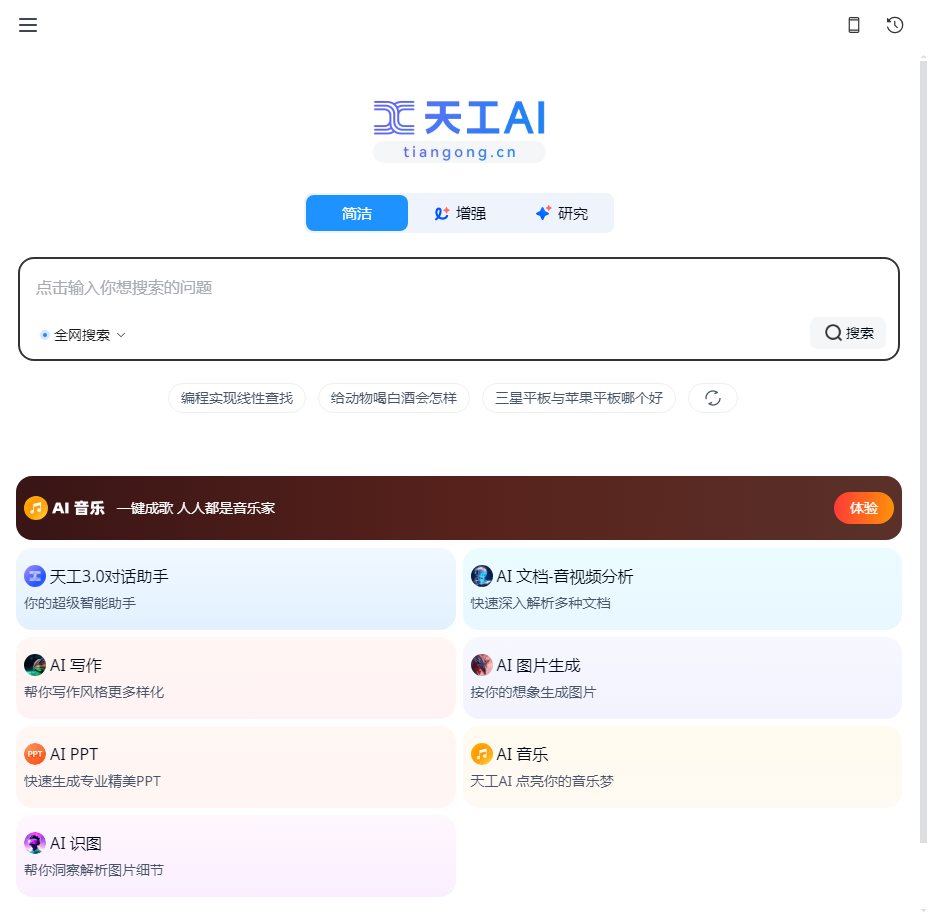 天工AI
tiangong.cn
简洁 增强 研究
点击输入你想搜索的问题
全网搜索 搜索
编程实现线性查找 给动物喝白酒会怎样 三星平板与苹果平板哪个好
AI 音乐 一键成歌 人人都是音乐家 体验
天工3.0对话助手
你的超级智能助手
AI 文档-音视频分析
快速深入解析多种文档
AI 写作
帮你写作风格更多样化
AI 图片生成
按你的想象生成图片
PPT AI PPT
快速生成专业精美PPT
AI 音乐
天工AI 点亮你的音乐梦
AI 识图
帮你洞察解析图片细节